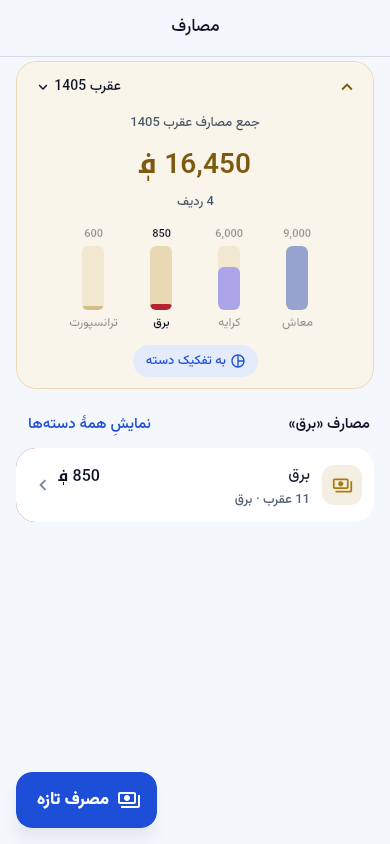 مصارف
عقرب 1405
جمع مصارف عقرب 1405
16,450 ؋
4 ردیف
9,000 6,000 850 600
معاش کرایه برق ترانسپورت
به تفکیک دسته
مصارف «برق» نمایشِ همهٔ دسته‌ها
برق 850 ؋
11 عقرب · برق
مصرف تازه